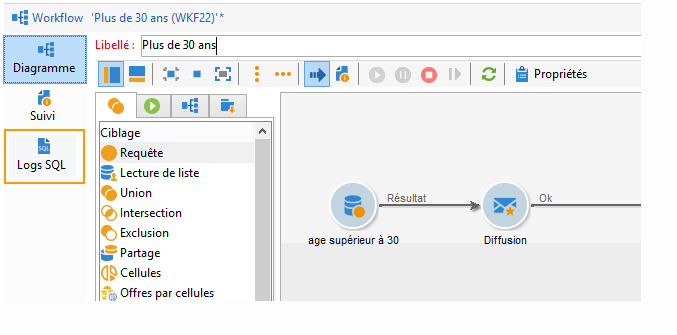 Workflow 'Plus de 30 ans (WKF22)'*
Libellé : Plus de 30 ans
Diagramme
Propriétés
Suivi
SQL
Logs SQL
Ciblage
Requête
Lecture de liste
Union
Intersection
Exclusion
Partage
Cellules
Offres par cellules
Résultat
Ok
age supérieur à 30
Diffusion